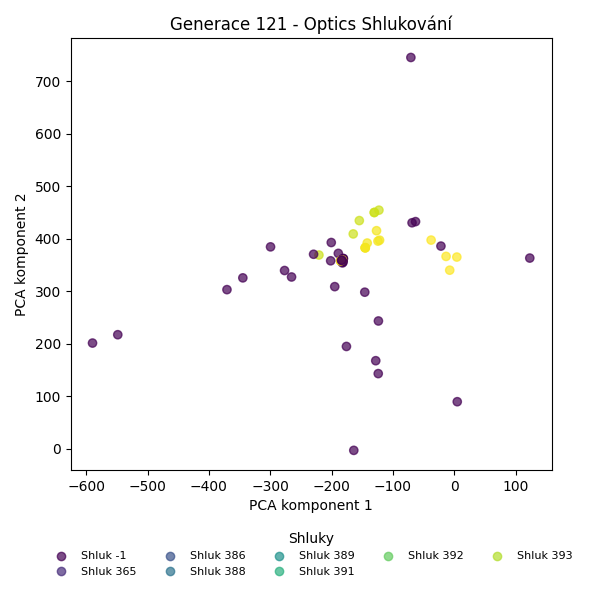 Generace 121 - Optics Shlukování
PCA komponent 2
700
600
500
400
300
200
100
0
−600 −500 −400 −300 −200 −100 0 100
PCA komponent 1
Shluky
Shluk -1 Shluk 386 Shluk 389 Shluk 392 Shluk 393
Shluk 365 Shluk 388 Shluk 391